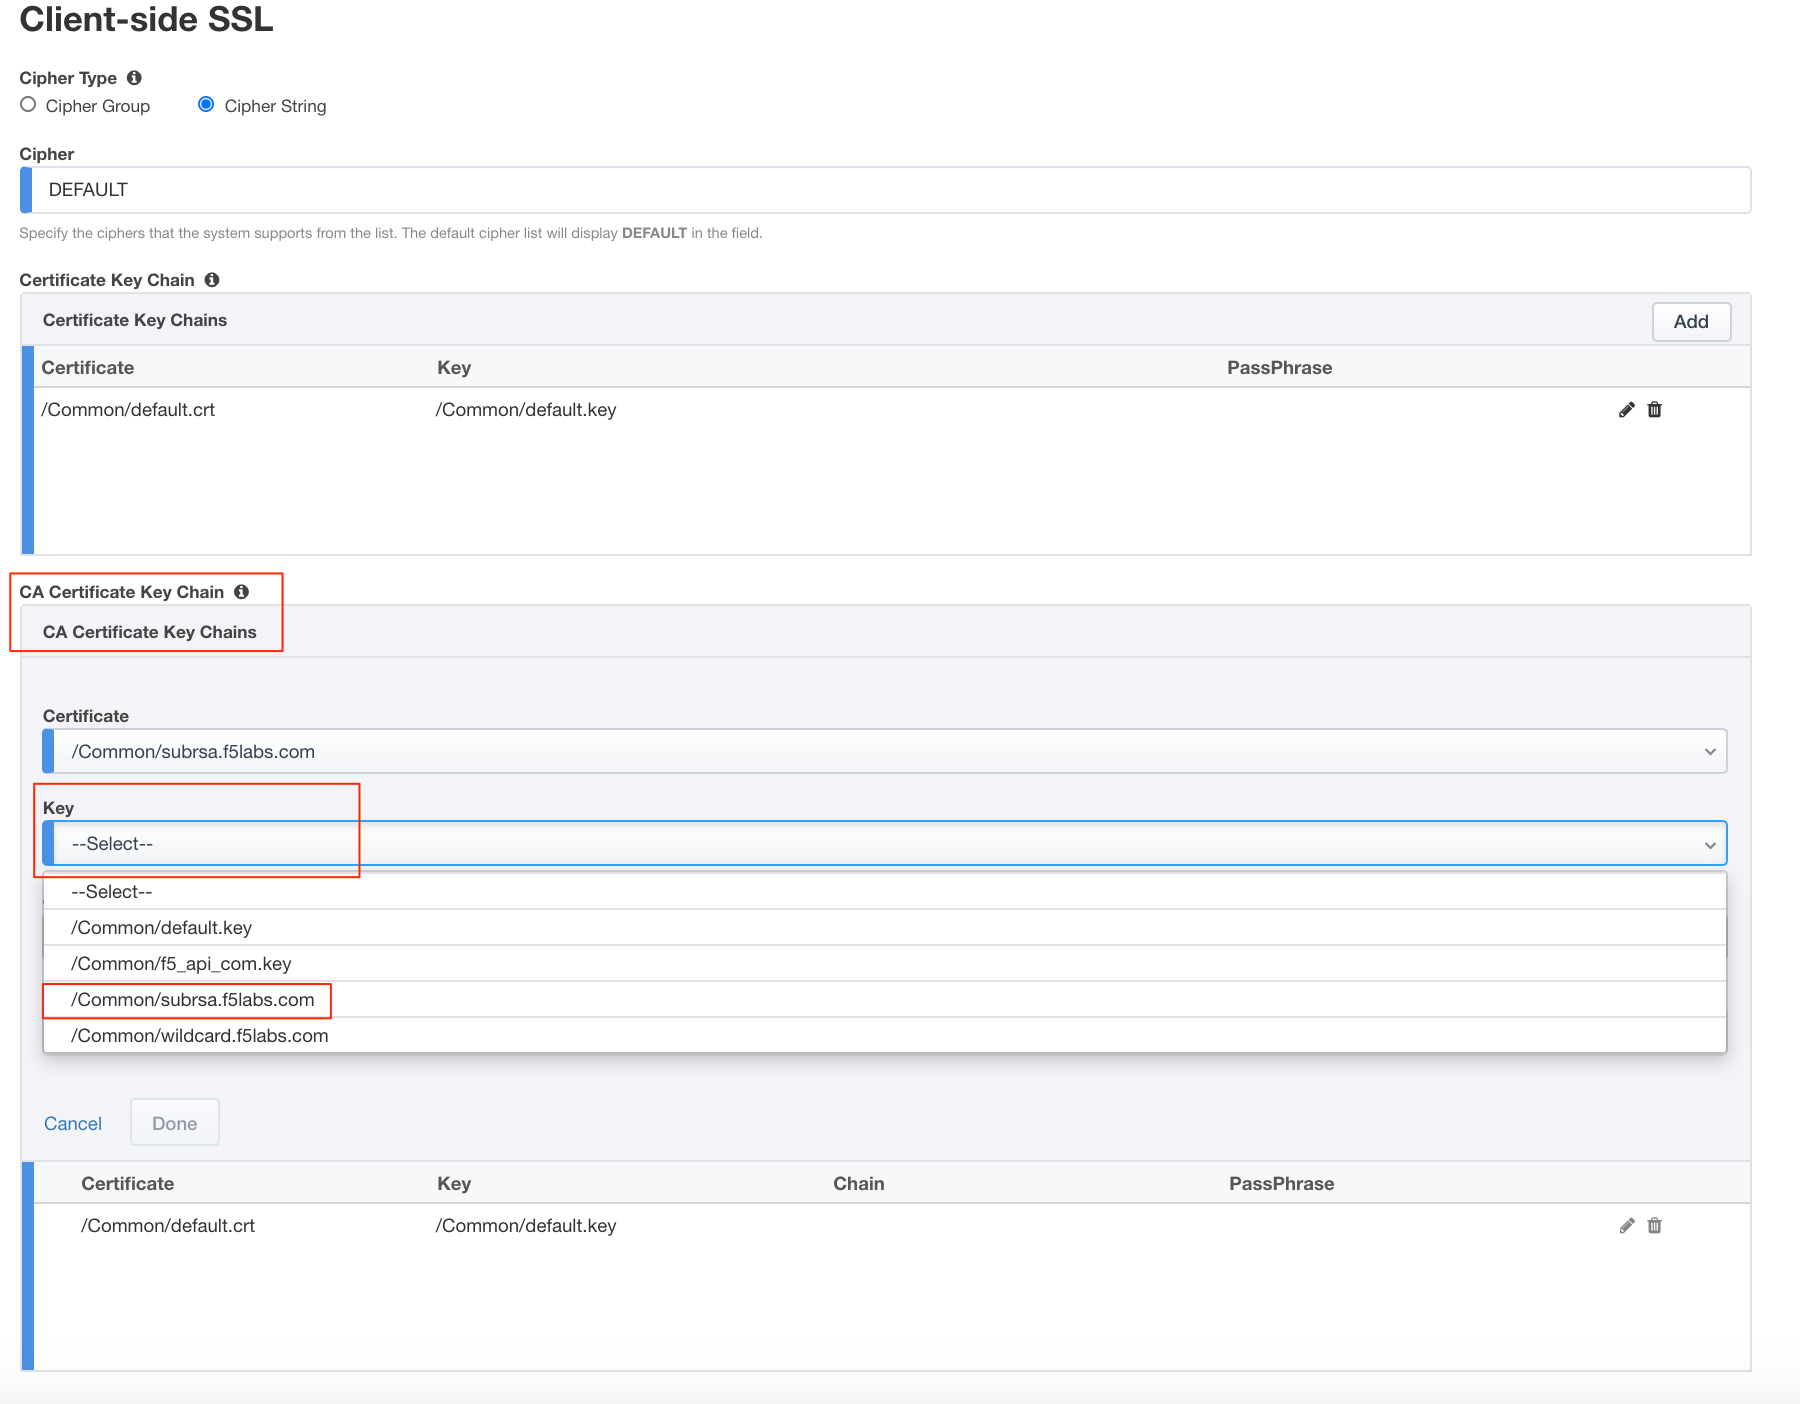 Client-side SSL
Cipher Type
Cipher Group Cipher String
Cipher
DEFAULT
Specify the ciphers that the system supports from the list. The default cipher list will display DEFAULT in the field.
Certificate Key Chain
Certificate Key Chains Add
Certificate Key PassPhrase
/Common/default.crt /Common/default.key
CA Certificate Key Chain
CA Certificate Key Chains
Certificate
/Common/subrsa.f5labs.com
Key
--Select--
--Select--
/Common/default.key
/Common/f5_api_com.key
/Common/subrsa.f5labs.com
/Common/wildcard.f5labs.com
Cancel Done
Certificate Key Chain PassPhrase
/Common/default.crt /Common/default.key